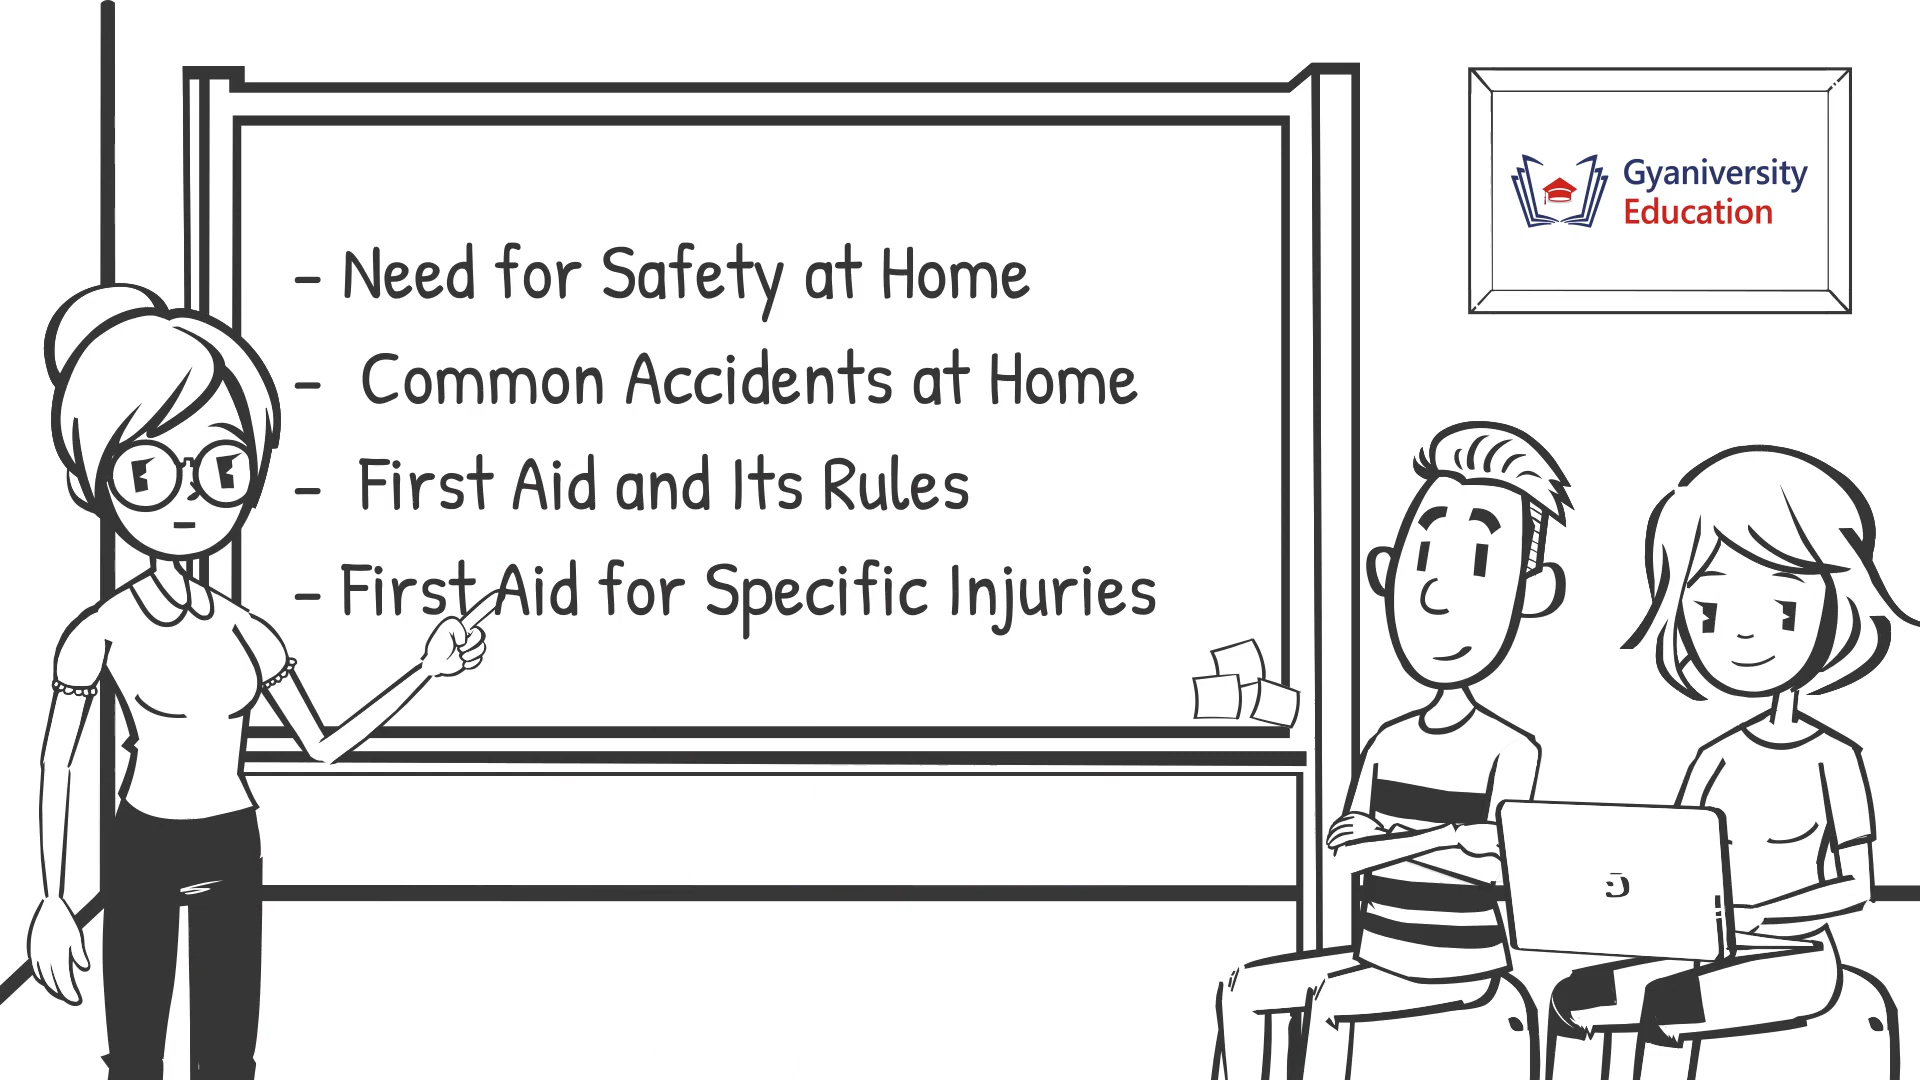 - Need for Safety at Home
- Common Accidents at Home
- First Aid and Its Rules
- First Aid for Specific Injuries
Gyaniversity
Education